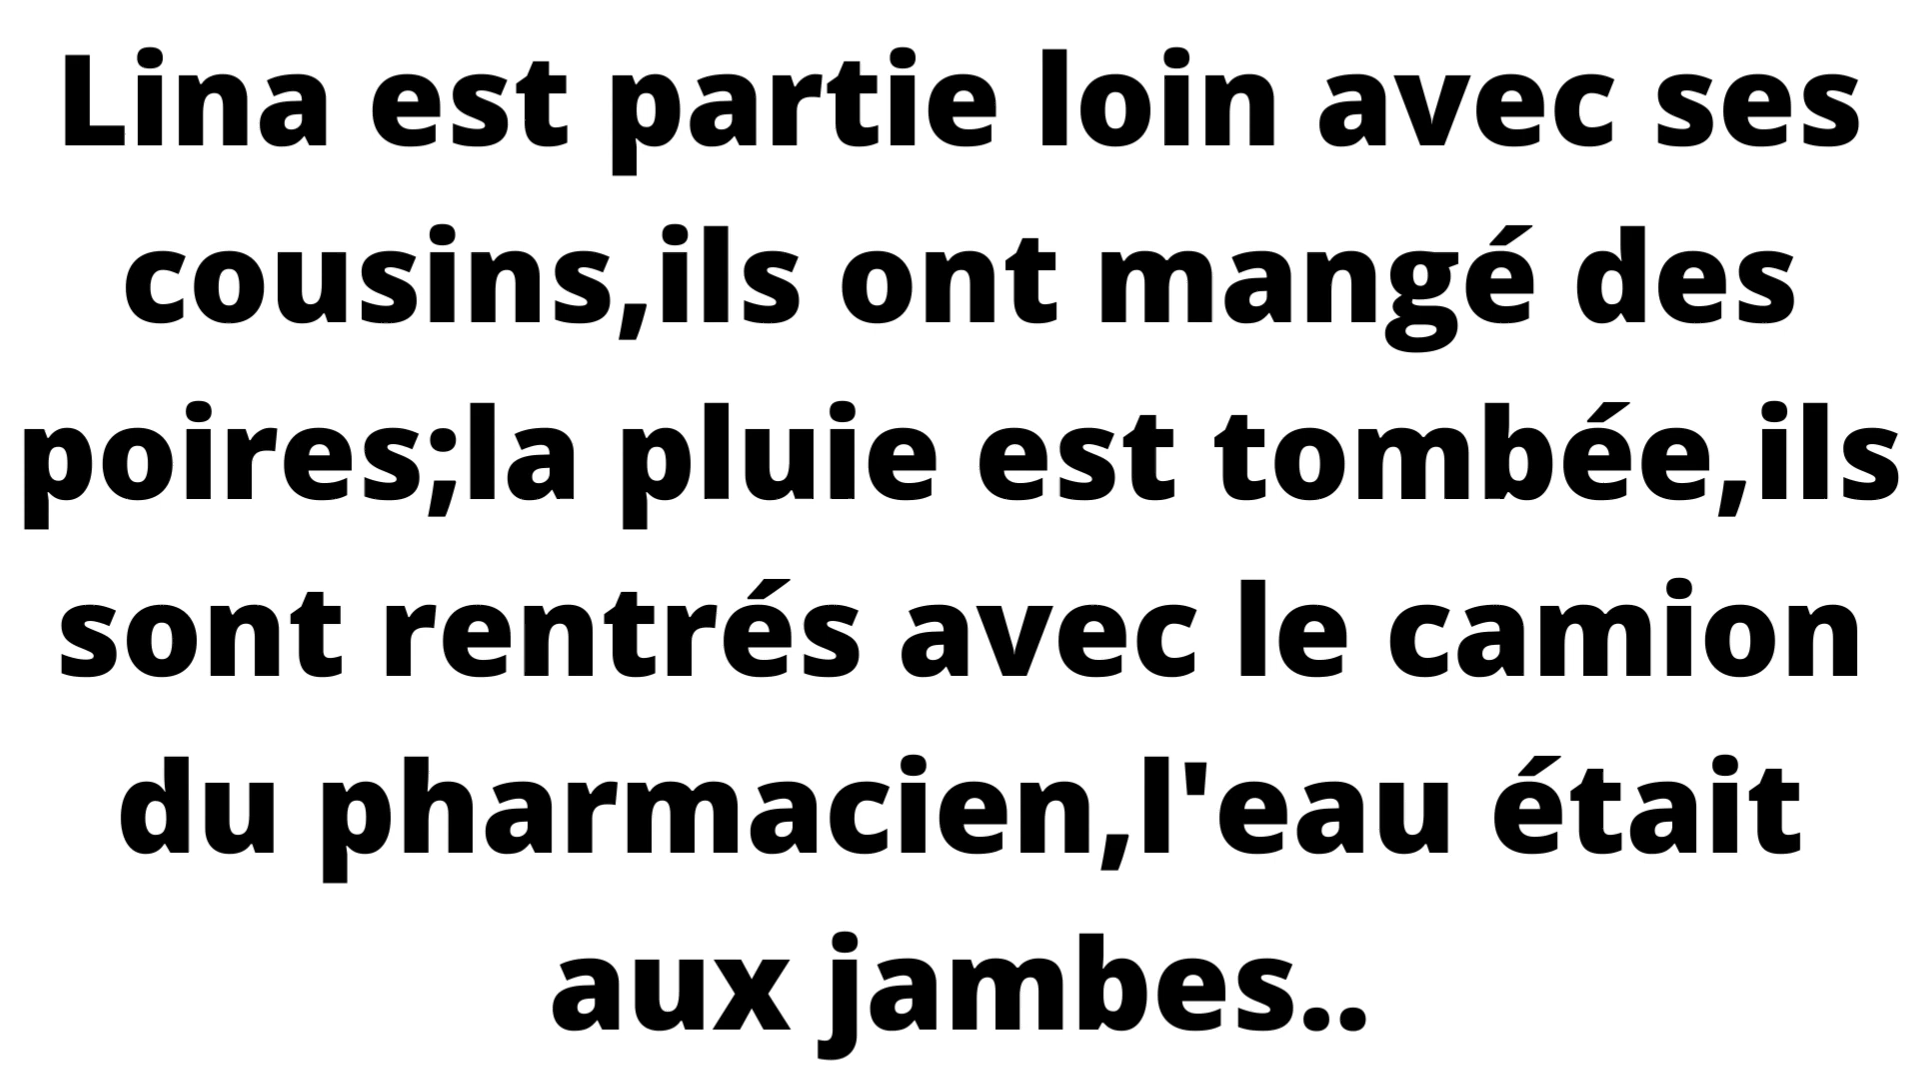 Lina est partie loin avec ses
cousins,ils ont mangé des
poires;la pluie est tombée,ils
sont rentrés avec le camion
du pharmacien,l'eau était
aux jambes..